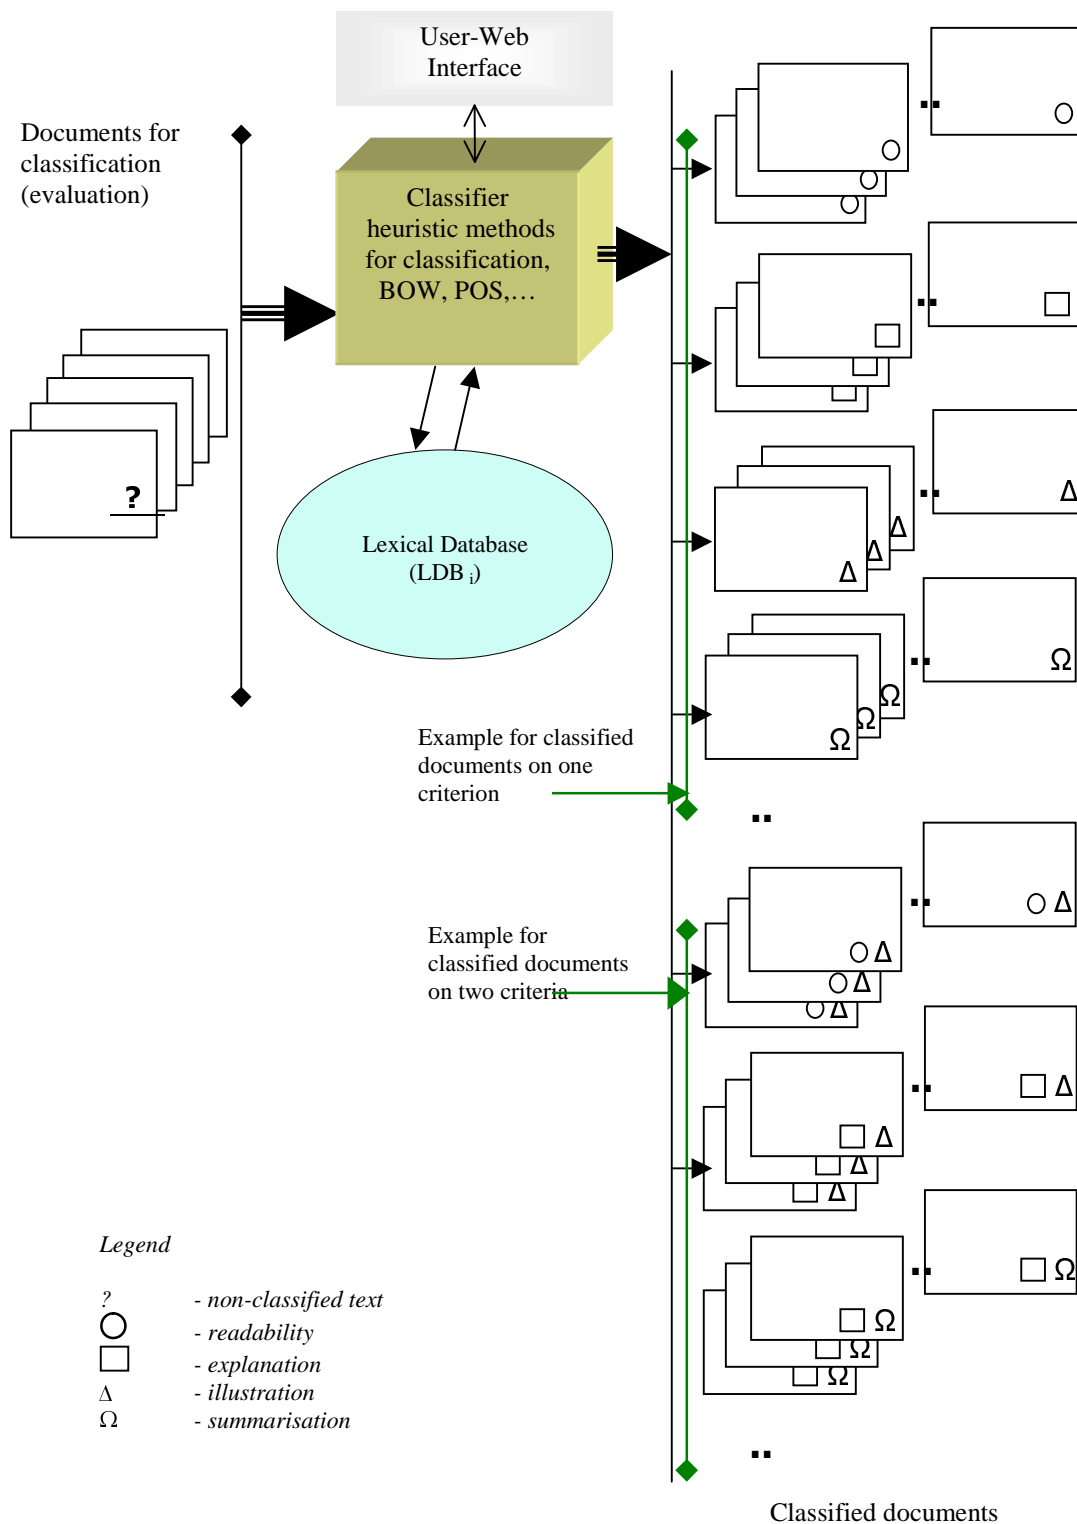 User-Web
Interface
Documents for
classification
(evaluation)
Classifier
heuristic methods
for classification,
BOW, POS,…
?
Lexical Database
(LDB i)
Δ
Δ
Δ
Δ
Ω
Ω
Ω
Ω
Example for classified
documents on one
criterion
..
Example for
classified documents
on two criteria
Δ
Δ
Δ
Δ
Δ
Δ
Δ
Δ
Ω
Ω
Ω
Ω
..
Legend
? - non-classified text
- readability
- explanation
Δ - illustration
Ω - summarisation
Classified documents